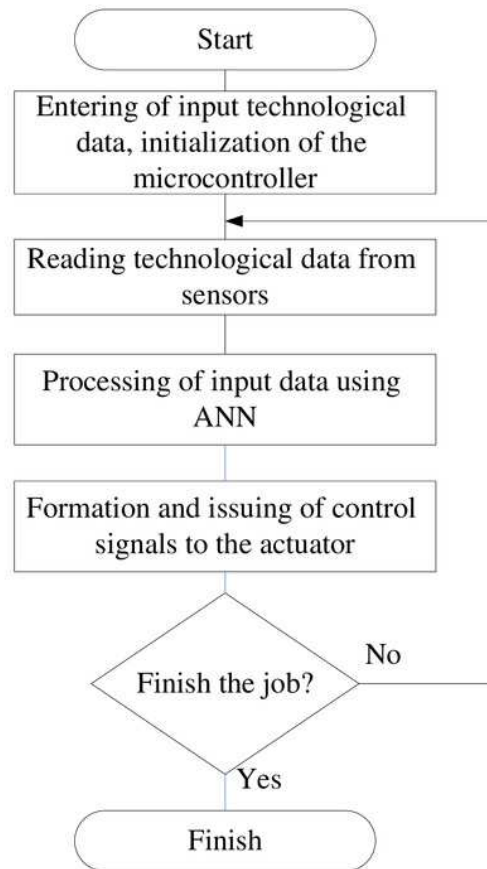 Start
Entering of input technological
data, initialization of the
microcontroller
Reading technological data from
sensors
Processing of input data using
ANN
Formation and issuing of control
signals to the actuator
Finish the job?
No
Yes
Finish